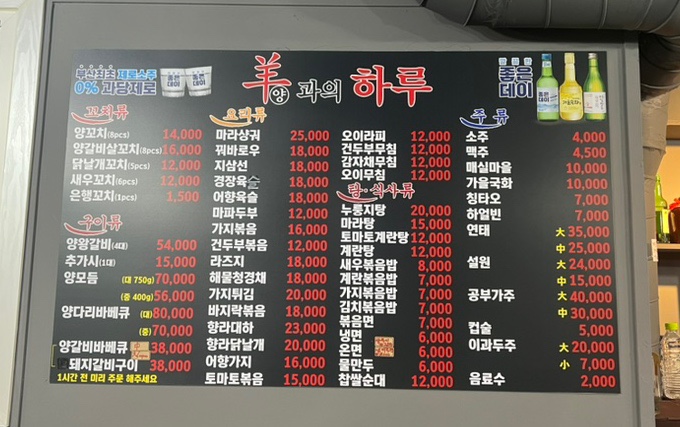 부산최초 제로소주
0% 과당제로
羊양 과의 하루
깔끔한
좋은
데이
꼬치류
양꼬치(8pcs) 14,000
양갈비살꼬치(8pcs) 16,000
닭날개꼬치(5pcs) 12,000
새우꼬치(6pcs) 12,000
은행꼬치(1pcs) 1,500
구이류
양왕갈비(4대) 54,000
추가시(1대) 15,000
양모듬 (대 750g) 70,000
(중 400g) 56,000
양다리바베큐 (대) 80,000
(중) 70,000
양갈비바베큐 38,000
돼지갈비구이 38,000
1시간 전 미리 주문 해주세요
요리류
마라샹궈 25,000
꿔바로우 18,000
지삼선 18,000
경장육슬 18,000
어향육슬 18,000
마파두부 12,000
가지볶음 16,000
건두부볶음 12,000
라즈지 18,000
해물청경채 18,000
가지튀김 20,000
바지락볶음 18,000
향라대하 23,000
향라닭날개 20,000
어향가지 16,000
토마토볶음 15,000
오이라피 12,000
건두부무침 12,000
감자채무침 12,000
오이무침 12,000
탕·식사류
누룽지탕 20,000
마라탕 15,000
토마토계란탕 12,000
계란탕 12,000
새우볶음밥 8,000
계란볶음밥 7,000
가지볶음밥 7,000
김치볶음밥 7,000
볶음면 7,000
냉면 6,000
온면 6,000
물만두 6,000
찹쌀순대 12,000
주류
소주 4,000
맥주 4,500
매실마을 10,000
가을국화 10,000
칭타오 7,000
하얼빈 7,000
연태 大 35,000
中 25,000
설원 大 24,000
中 15,000
공부가주 大 40,000
中 30,000
컵술 5,000
이과두주 大 20,000
小 7,000
음료수 2,000